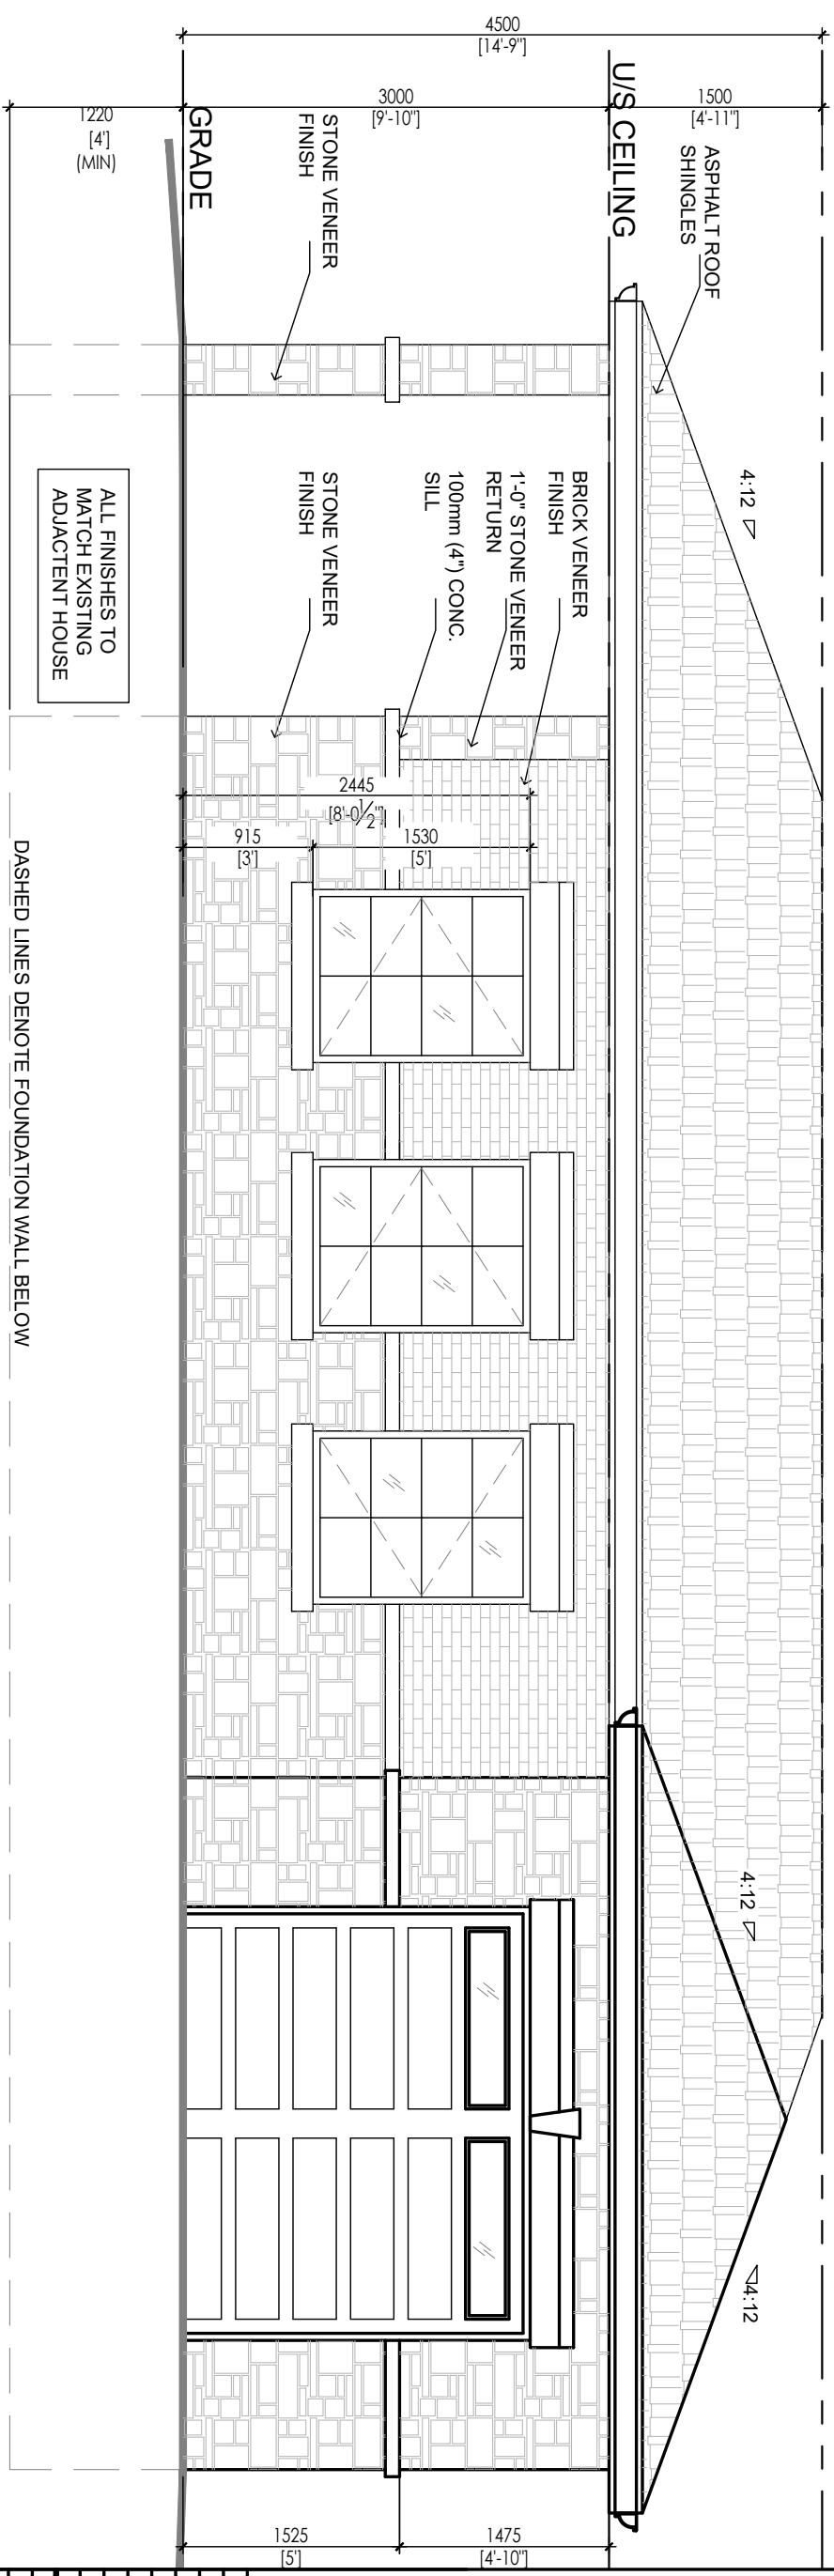 4500
[14'-9"]
1220
[4']
(MIN)
3000
[9'-10"]
1500
[4'-11"]
GRADE
U/S CEILING
STONE VENEER
FINISH
ASPHALT ROOF
SHINGLES
4:12
ALL FINISHES TO
MATCH EXISTING
ADJACTENT HOUSE
STONE VENEER
FINISH
100mm (4") CONC.
SILL
1'-0" STONE VENEER
RETURN
BRICK VENEER
FINISH
2445
[8'-0 1/2"]
915
[3']
1530
[5']
DASHED LINES DENOTE FOUNDATION WALL BELOW
4:12
4:12
1525
[5']
1475
[4'-10"]